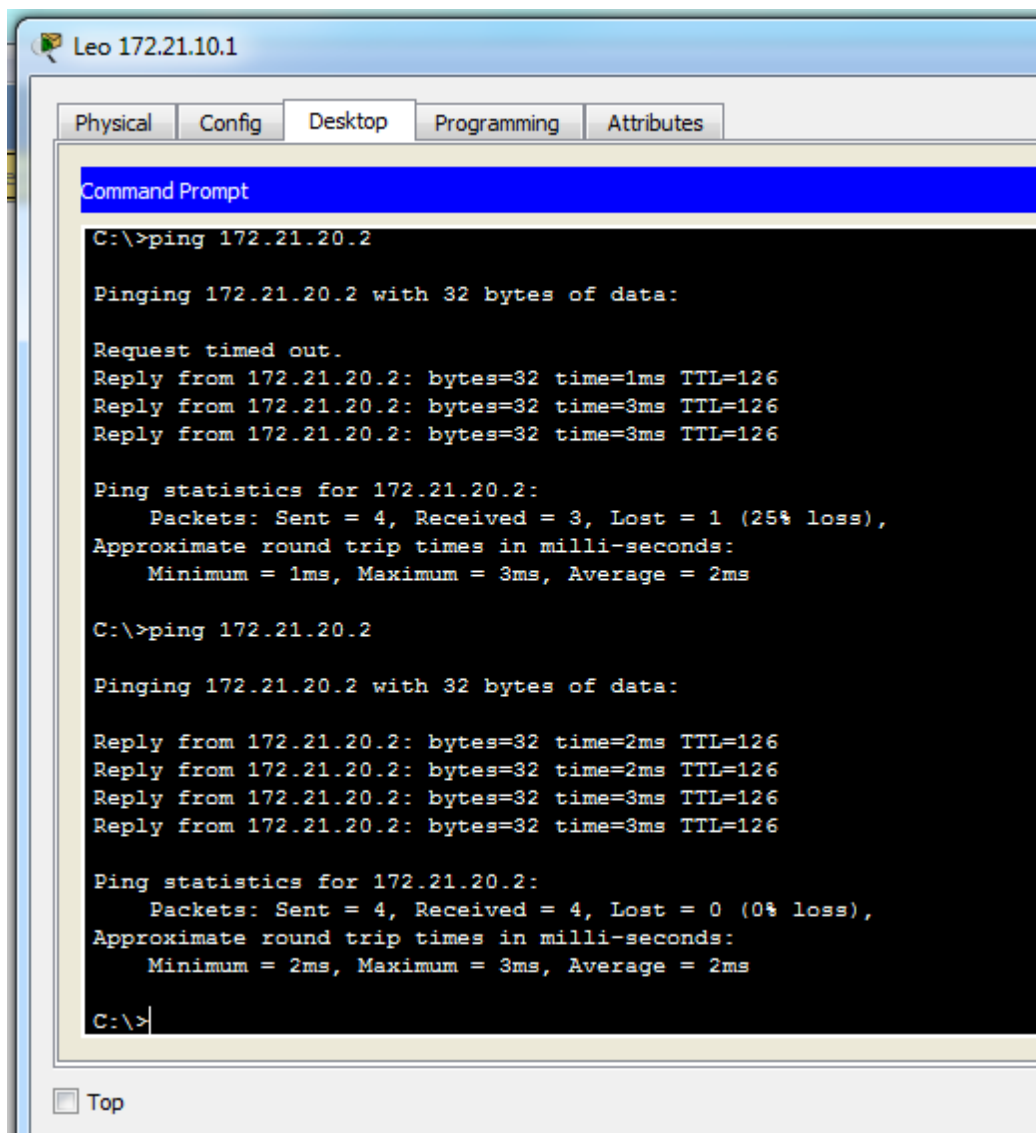 Leo 172.21.10.1
Physical Config Desktop Programming Attributes
Command Prompt
C:\>ping 172.21.20.2
Pinging 172.21.20.2 with 32 bytes of data:
Request timed out.
Reply from 172.21.20.2: bytes=32 time=1ms TTL=126
Reply from 172.21.20.2: bytes=32 time=3ms TTL=126
Reply from 172.21.20.2: bytes=32 time=3ms TTL=126
Ping statistics for 172.21.20.2:
Packets: Sent = 4, Received = 3, Lost = 1 (25% loss),
Approximate round trip times in milli-seconds:
Minimum = 1ms, Maximum = 3ms, Average = 2ms
C:\>ping 172.21.20.2
Pinging 172.21.20.2 with 32 bytes of data:
Reply from 172.21.20.2: bytes=32 time=2ms TTL=126
Reply from 172.21.20.2: bytes=32 time=2ms TTL=126
Reply from 172.21.20.2: bytes=32 time=3ms TTL=126
Reply from 172.21.20.2: bytes=32 time=3ms TTL=126
Ping statistics for 172.21.20.2:
Packets: Sent = 4, Received = 4, Lost = 0 (0% loss),
Approximate round trip times in milli-seconds:
Minimum = 2ms, Maximum = 3ms, Average = 2ms
C:\>
Top